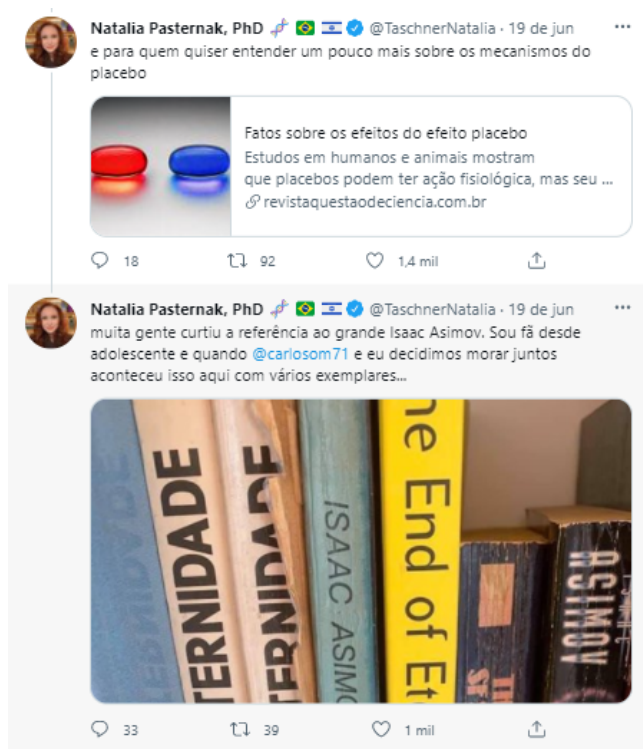 Natalia Pasternak, PhD 🧬 🇧🇷 🇮🇱 @TaschnerNatalia · 19 de jun
e para quem quiser entender um pouco mais sobre os mecanismos do
placebo
Fatos sobre os efeitos do efeito placebo
Estudos em humanos e animais mostram
que placebos podem ter ação fisiológica, mas seu ...
revistaquestaodeciencia.com.br
18 92 1,4 mil
Natalia Pasternak, PhD 🧬 🇧🇷 🇮🇱 @TaschnerNatalia · 19 de jun
muita gente curtiu a referência ao grande Isaac Asimov. Sou fã desde
adolescente e quando @carlosom71 e eu decidimos morar juntos
aconteceu isso aqui com vários exemplares...
TERNIDADE
TERNIDADE
ISAAC ASIMO
e End of Ete
ASIMOV
33 39 1 mil